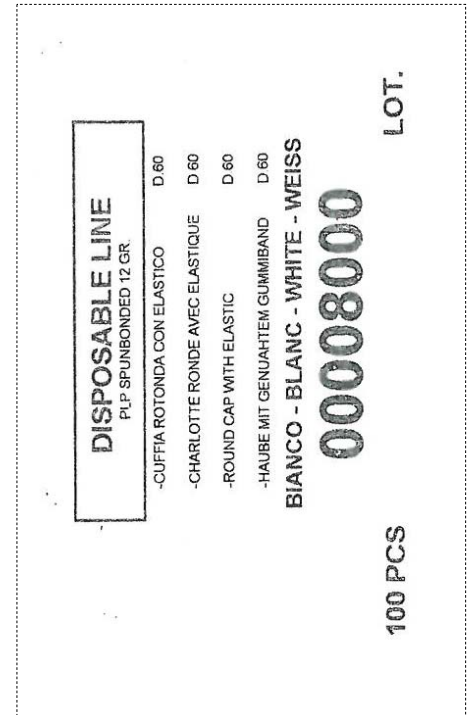 DISPOSABLE LINE
PLP SPUNBONDED 12 GR.
-CUFFIA ROTONDA CON ELASTICO D.60
-CHARLOTTE RONDE AVEC ELASTIQUE D 60
-ROUND CAP WITH ELASTIC D 60
-HAUBE MIT GENUAHTEM GUMMIBAND D 60
BIANCO - BLANC - WHITE - WEISS
00008000
100 PCS LOT.